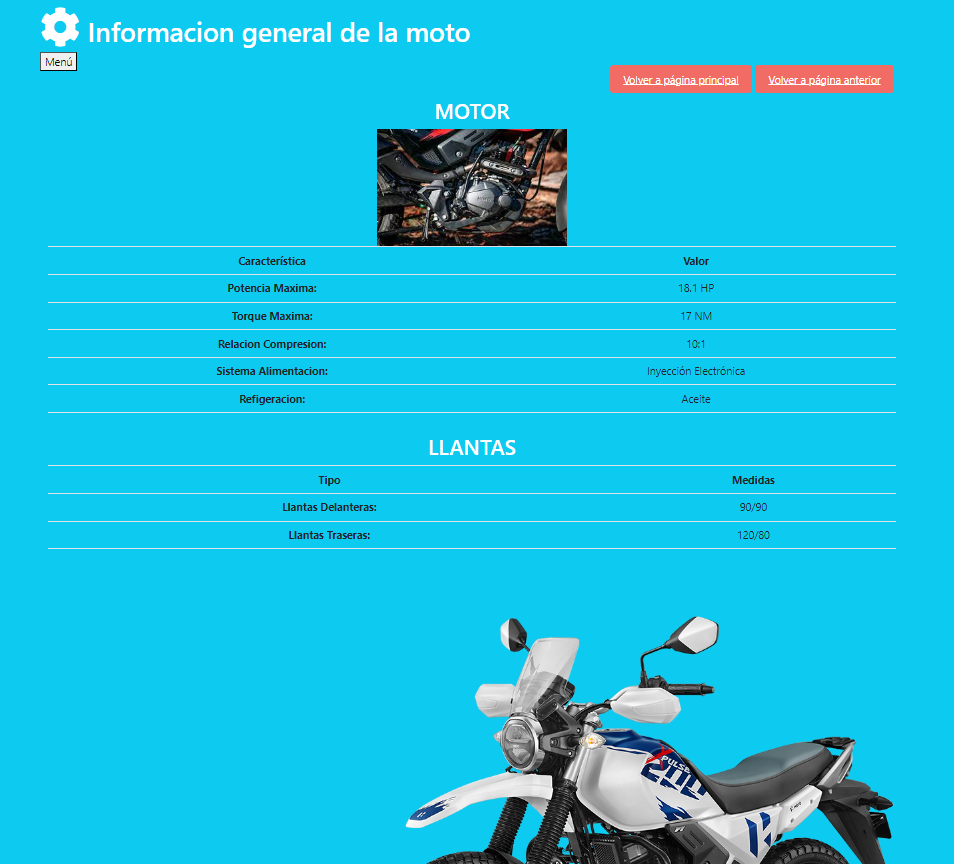 Informacion general de la moto
Menú
Volver a página principal Volver a página anterior
MOTOR
Característica Valor
Potencia Maxima: 18.1 HP
Torque Maxima: 17 NM
Relacion Compresion: 10:1
Sistema Alimentacion: Inyección Electrónica
Refigeracion: Aceite
LLANTAS
Tipo Medidas
Llantas Delanteras: 90/90
Llantas Traseras: 120/80
XPULSE
200